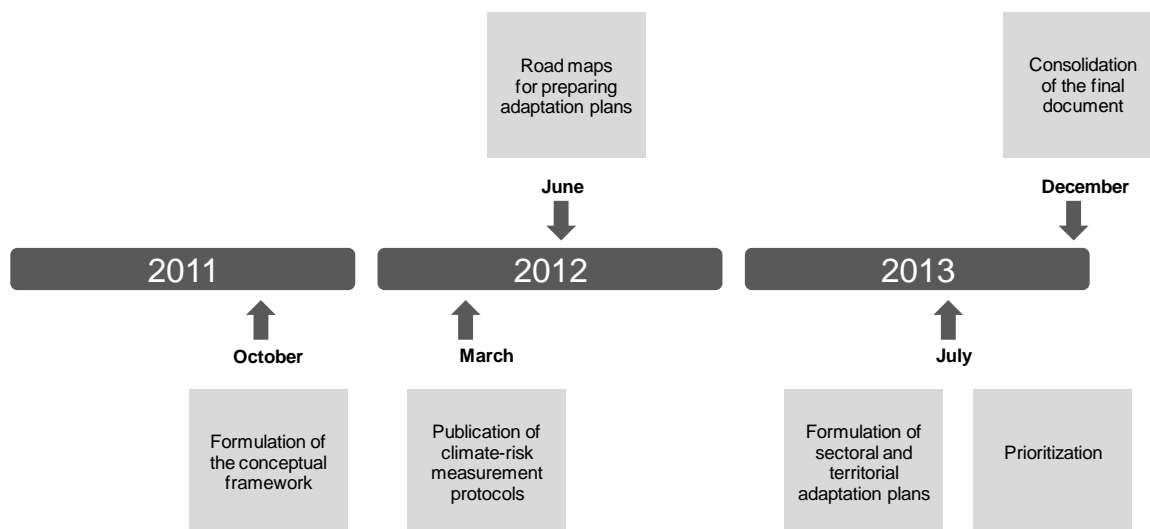 Road maps
for preparing
adaptation plans
Consolidation
of the final
document
June
December
2011
2012
2013
October
March
July
Formulation of
the conceptual
framework
Publication of
climate-risk
measurement
protocols
Formulation of
sectoral and
territorial
adaptation plans
Prioritization